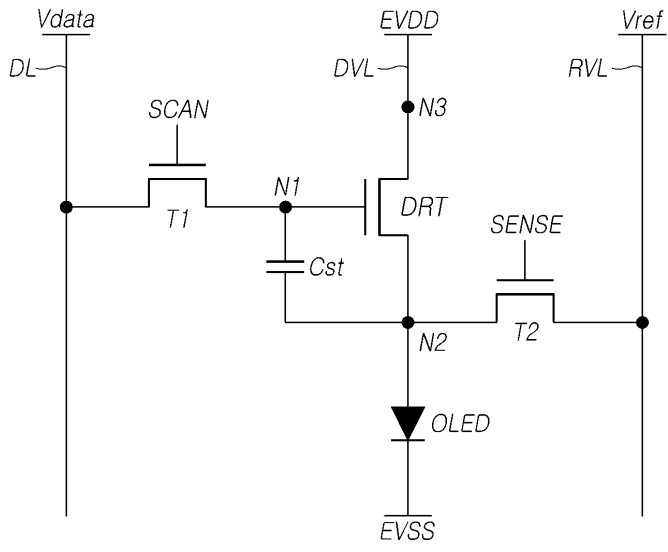 Vdata
EVDD
Vref
DL
DVL
RVL
N3
SCAN
N1
DRT
T1
SENSE
Cst
T2
N2
OLED
EVSS